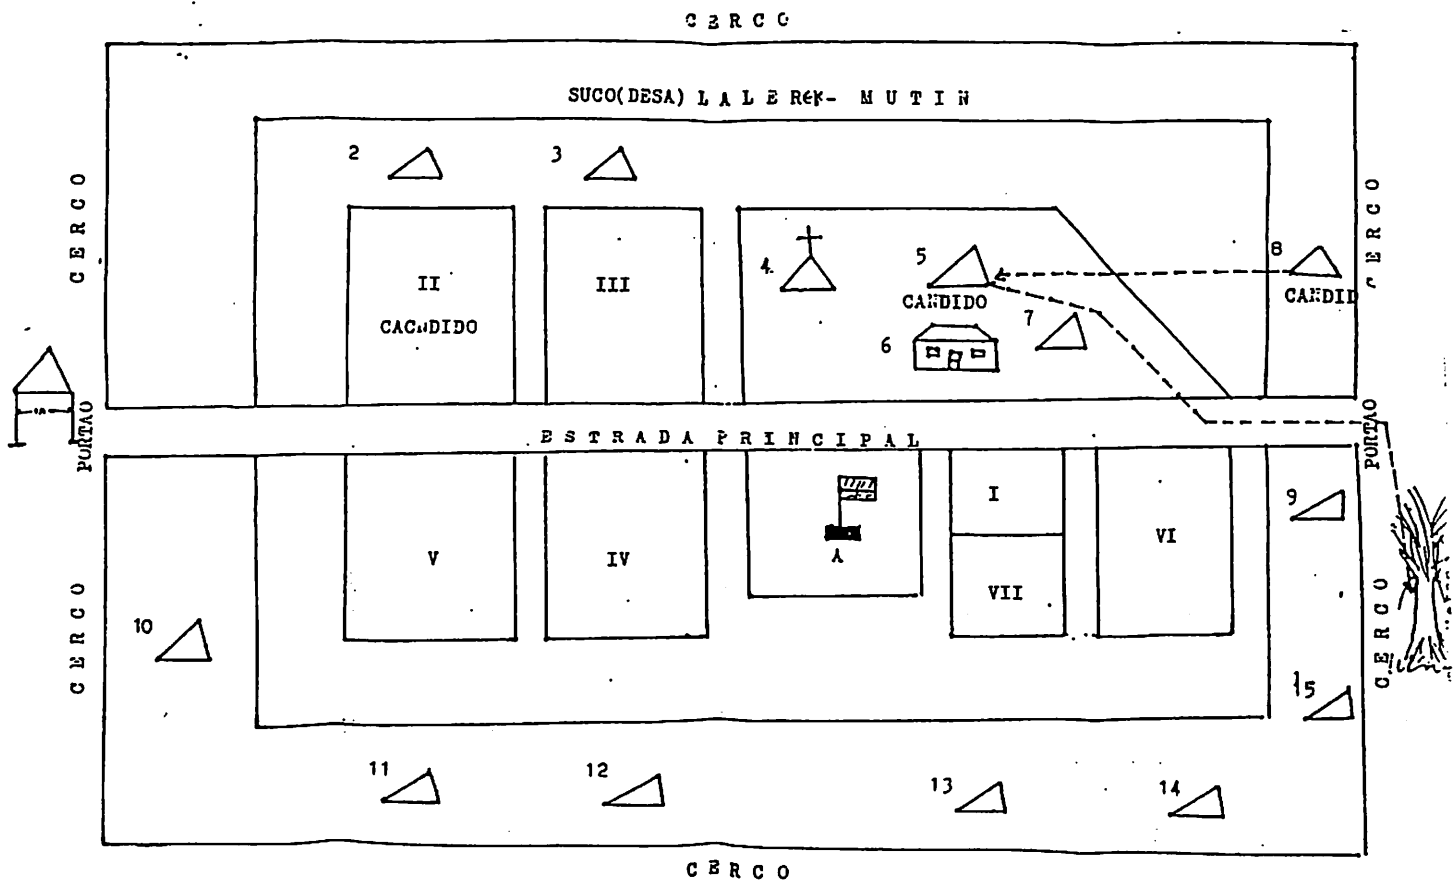 CERCO
SUCO(DESA) LALEREK- MUTIN
CERCO
CERCO
2
3
4
5
8
II
III
CANDIDO
CANDID
CACNDIDO
7
6
PORTAO
ESTRADA PRINCIPAL
PORTAO
I
9
V
IV
A
VI
VII
CERCO
CERCO
10
15
11
12
13
14
CERCO